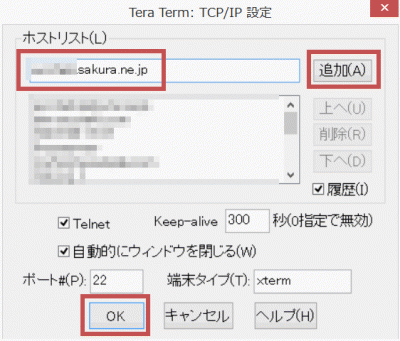 Tera Term: TCP/IP 設定
ホストリスト(L)
.sakura.ne.jp
追加(A)
上へ(U)
削除(R)
下へ(D)
履歴(I)
Telnet
Keep-alive 300 秒(0指定で無効)
自動的にウィンドウを閉じる(W)
ポート#(P): 22 端末タイプ(T): xterm
OK キャンセル ヘルプ(H)